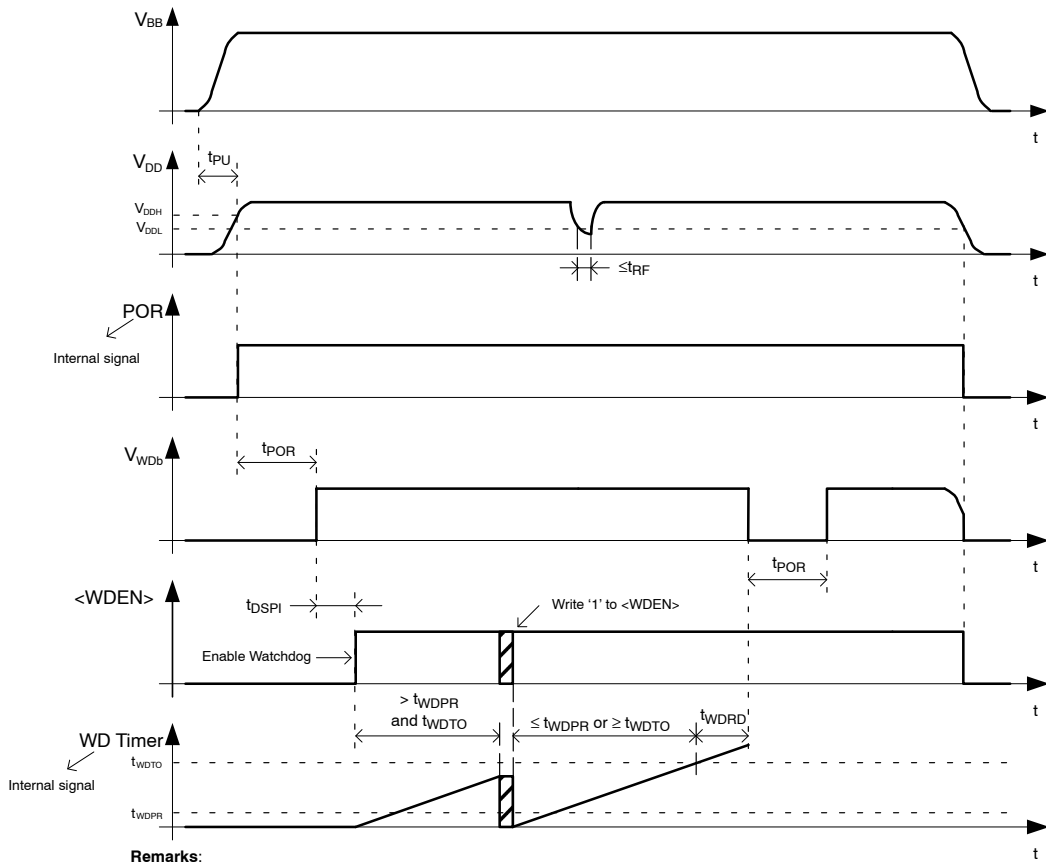 VBB
t
tPU
VDD
VDDH
VDDL
≤tRF
t
POR
Internal signal
t
tPOR
VWDb
tPOR
t
<WDEN>
tDSPI
Write '1' to <WDEN>
Enable Watchdog
t
> tWDPR
and tWDTO
≤ tWDPR or ≥ tWDTO
tWDRD
WD Timer
tWDTO
Internal signal
tWDPR
t
Remarks: